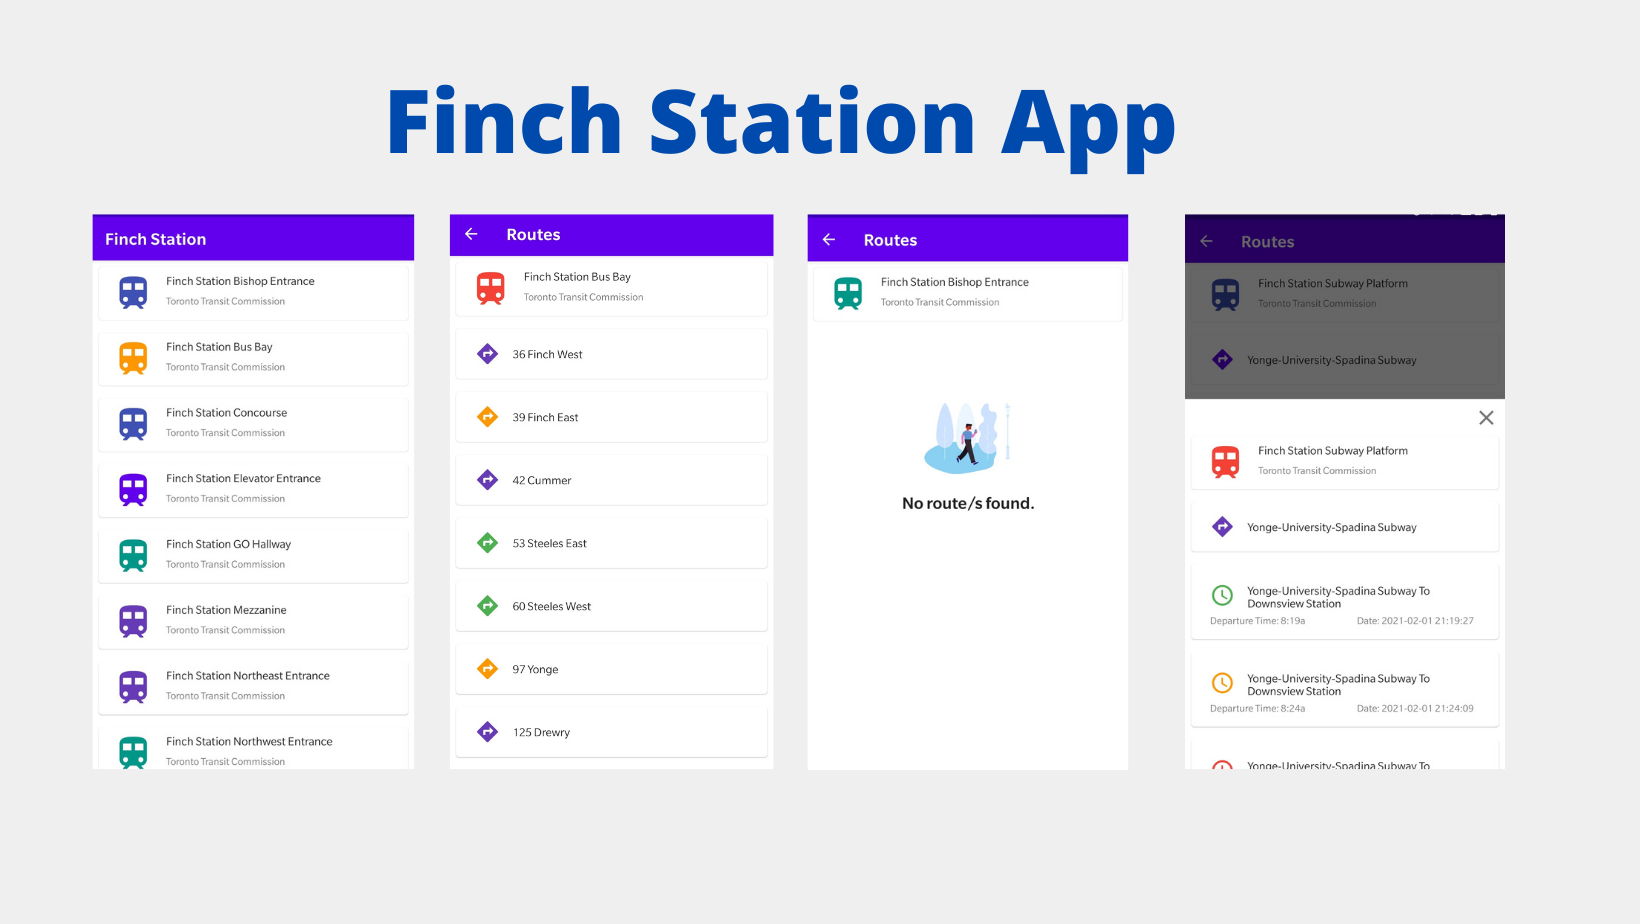 Finch Station App
Finch Station
Finch Station Bishop Entrance
Toronto Transit Commission
Finch Station Bus Bay
Toronto Transit Commission
Finch Station Concourse
Toronto Transit Commission
Finch Station Elevator Entrance
Toronto Transit Commission
Finch Station GO Hallway
Toronto Transit Commission
Finch Station Mezzanine
Toronto Transit Commission
Finch Station Northeast Entrance
Toronto Transit Commission
Finch Station Northwest Entrance
Toronto Transit Commission
Routes
Finch Station Bus Bay
Toronto Transit Commission
36 Finch West
39 Finch East
42 Cummer
53 Steeles East
60 Steeles West
97 Yonge
125 Drewry
Routes
Finch Station Bishop Entrance
Toronto Transit Commission
No route/s found.
Routes
Finch Station Subway Platform
Toronto Transit Commission
Yonge-University-Spadina Subway
Finch Station Subway Platform
Toronto Transit Commission
Yonge-University-Spadina Subway
Yonge-University-Spadina Subway To
Downsview Station
Departure Time: 8:19a Date: 2021-02-01 21:19:27
Yonge-University-Spadina Subway To
Downsview Station
Departure Time: 8:24a Date: 2021-02-01 21:24:09
Yonge-University-Spadina Subway To